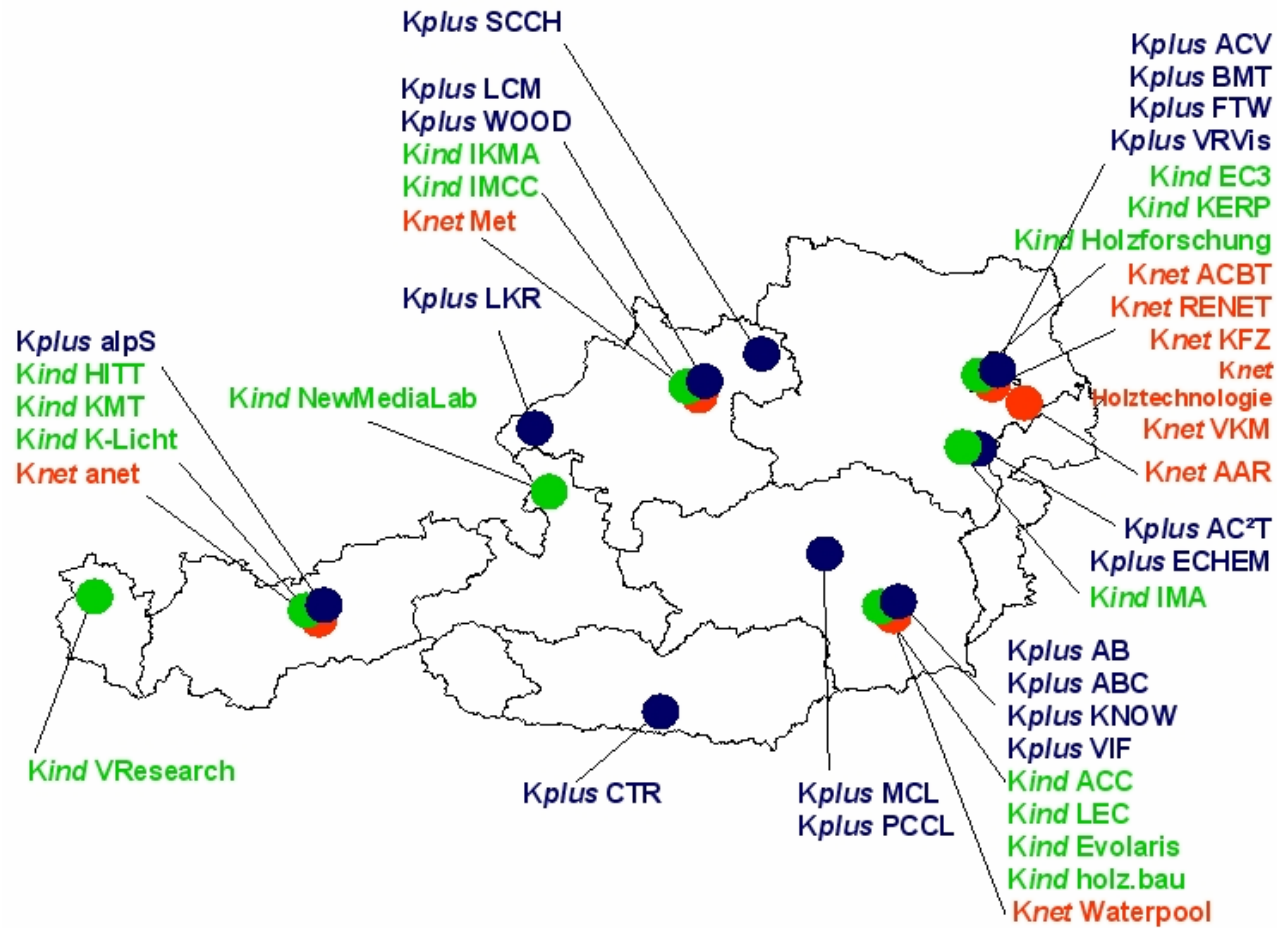 Kplus SCCH
Kplus LCM
Kplus WOOD
Kind IKMA
Kind IMCC
Knet Met
Kplus LKR
Kplus ACV
Kplus BMT
Kplus FTW
Kplus VRVis
Kind EC3
Kind KERP
Kind Holzforschung
Knet ACBT
Knet RENET
Knet KFZ
Knet
Holztechnologie
Knet VKM
Knet AAR
Kplus alpS
Kind HITT
Kind KMT
Kind K-Licht
Knet anet
Kind NewMediaLab
Kplus AC²T
Kplus ECHEM
Kind IMA
Kplus AB
Kplus ABC
Kplus KNOW
Kplus VIF
Kind ACC
Kind LEC
Kind Evolaris
Kind holz.bau
Knet Waterpool
Kind VResearch
Kplus CTR
Kplus MCL
Kplus PCCL